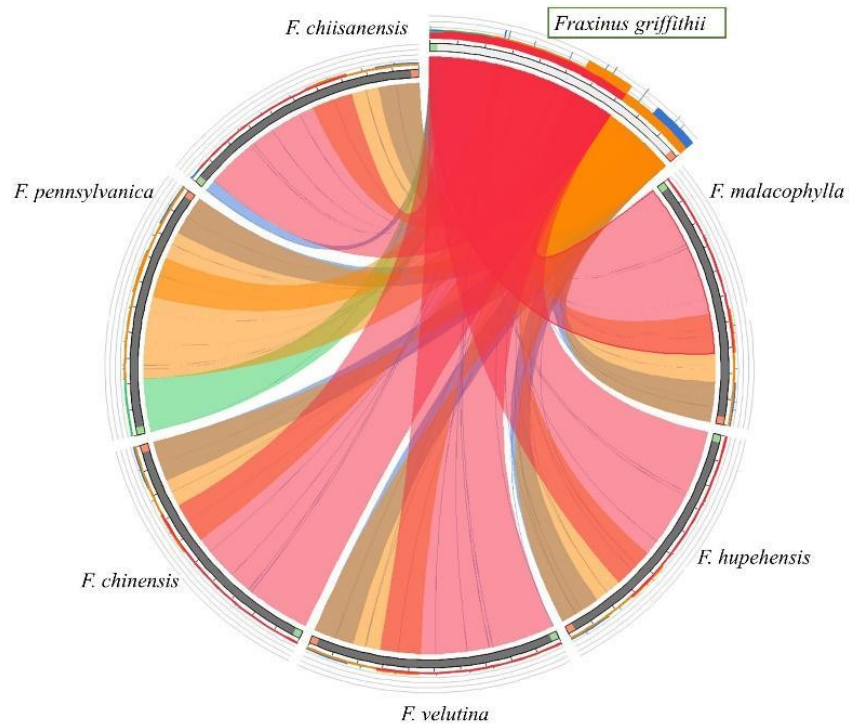 F. chiisanensis
Fraxinus griffithii
F. pennsylvanica
F. malacophylla
F. hupehensis
F. chinensis
F. velutina